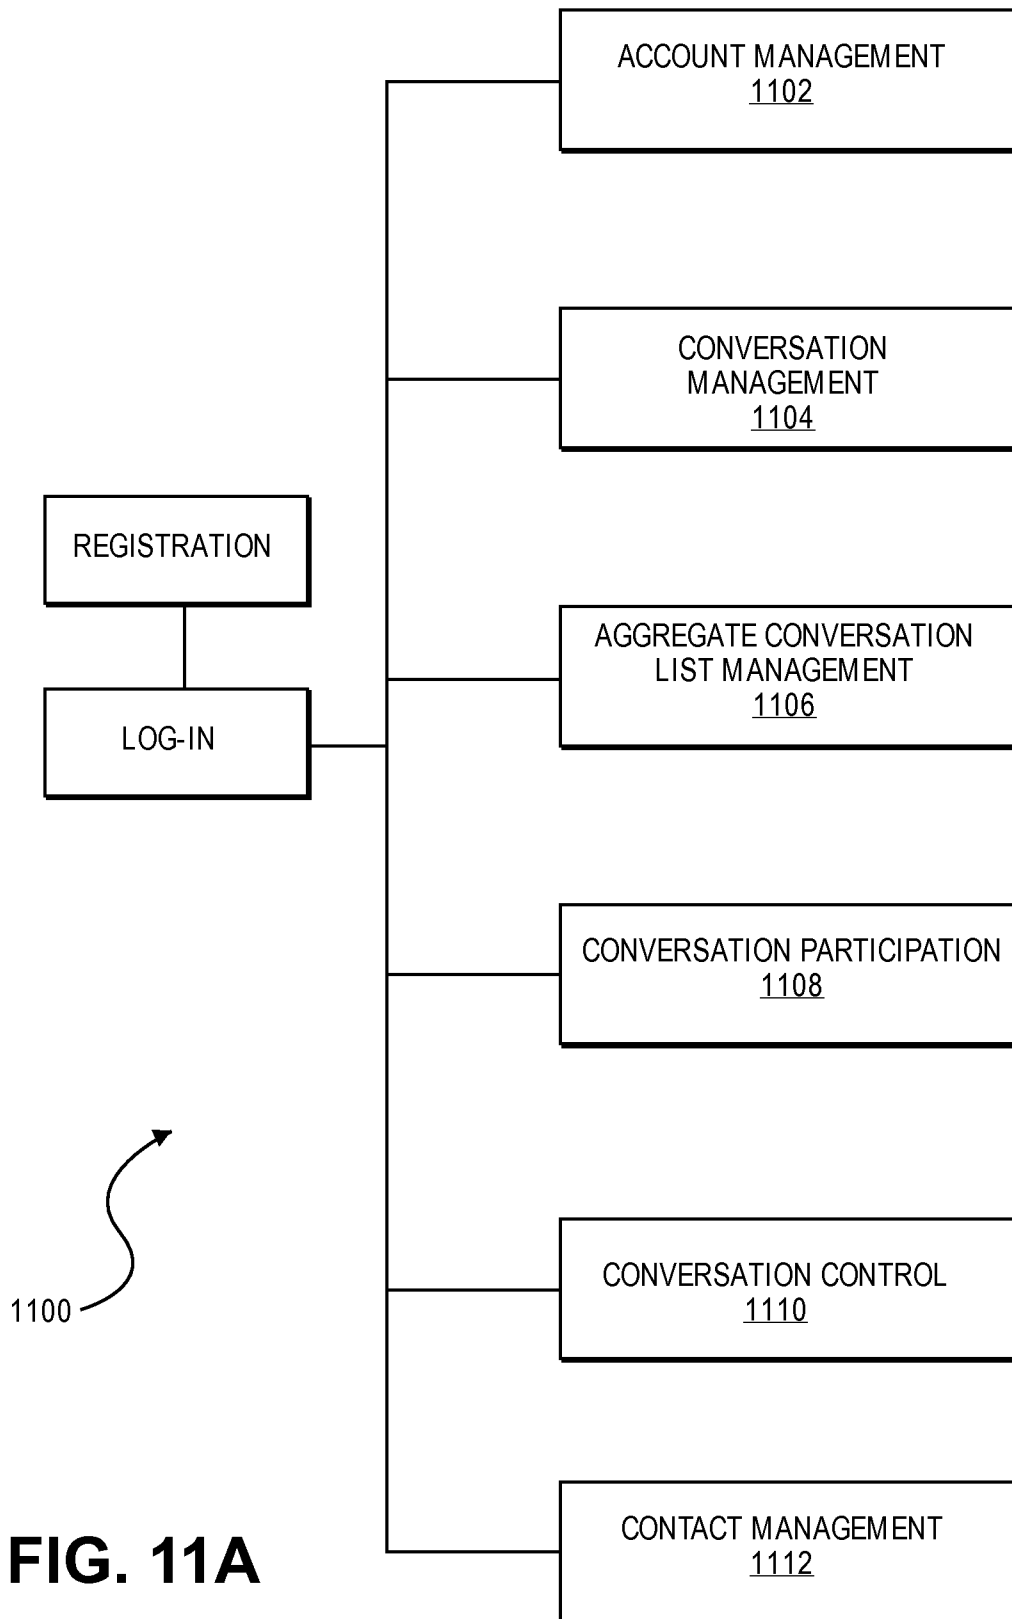 ACCOUNT MANAGEMENT
1102
CONVERSATION
MANAGEMENT
1104
REGISTRATION
AGGREGATE CONVERSATION
LIST MANAGEMENT
1106
LOG-IN
CONVERSATION PARTICIPATION
1108
CONVERSATION CONTROL
1110
1100
CONTACT MANAGEMENT
1112
FIG. 11A